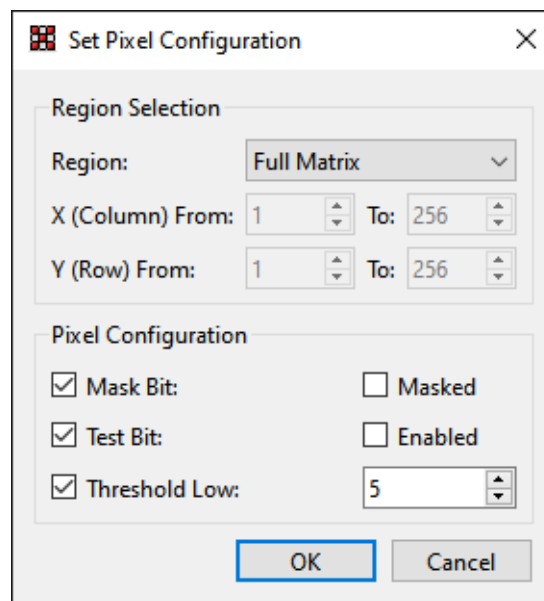 Set Pixel Configuration
Region Selection
Region: Full Matrix
X (Column) From: 1 To: 256
Y (Row) From: 1 To: 256
Pixel Configuration
Mask Bit: Masked
Test Bit: Enabled
Threshold Low: 5
OK Cancel